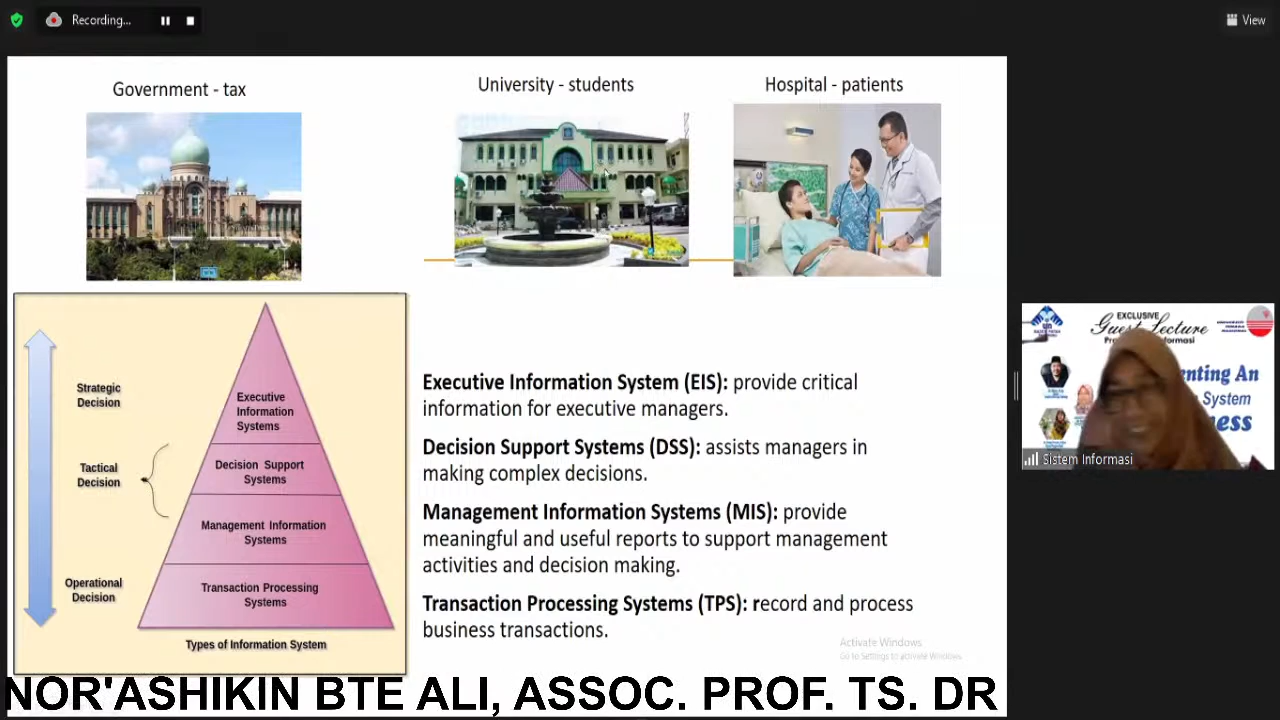 Recording...
View
Government - tax
University - students
Hospital - patients
Strategic
Decision
Tactical
Decision
Operational
Decision
Executive
Information
Systems
Decision Support
Systems
Management Information
Systems
Transaction Processing
Systems
Types of Information System
Executive Information System (EIS): provide critical
information for executive managers.
Decision Support Systems (DSS): assists managers in
making complex decisions.
Management Information Systems (MIS): provide
meaningful and useful reports to support management
activities and decision making.
Transaction Processing Systems (TPS): record and process
business transactions.
Activate Windows
Go to Settings to activate Windows.
NOR'ASHIKIN BTE ALI, ASSOC. PROF. TS. DR
EXCLUSIVE
Guest Lecture
Sistem Informasi